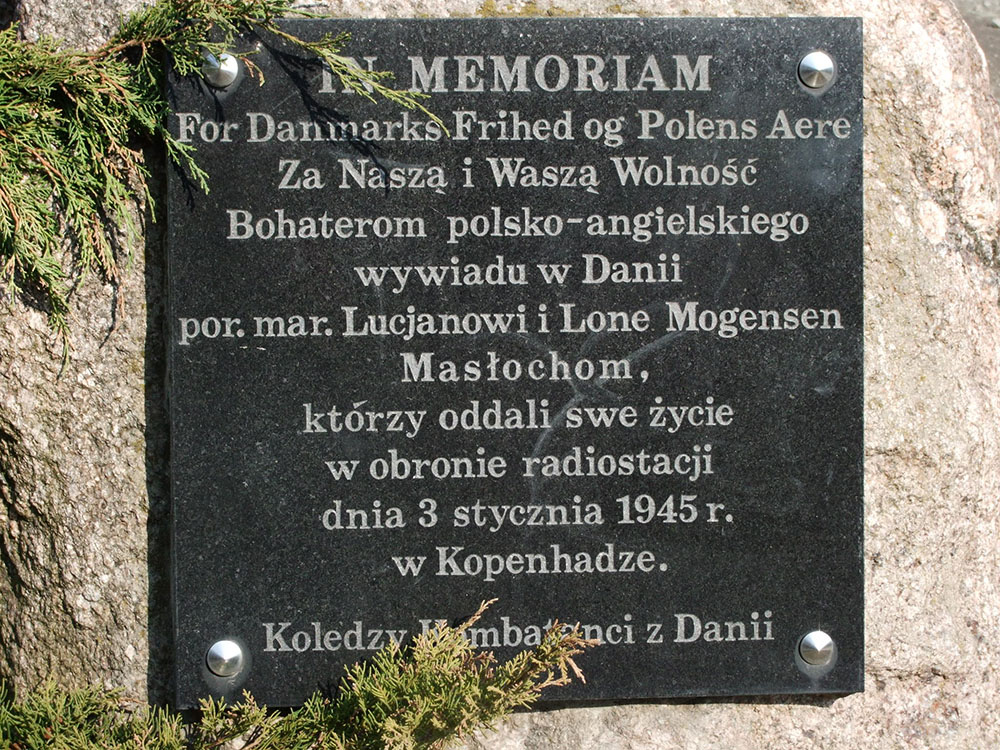 IN MEMORIAM
For Danmarks Frihed og Polens Aere
Za Naszą i Waszą Wolność
Bohaterom polsko-angielskiego
wywiadu w Danii
por. mar. Lucjanowi i Lone Mogensen
Masłochom,
którzy oddali swe życie
w obronie radiostacji
dnia 3 stycznia 1945 r.
w Kopenhadze.
Koledzy Kombatanci z Danii